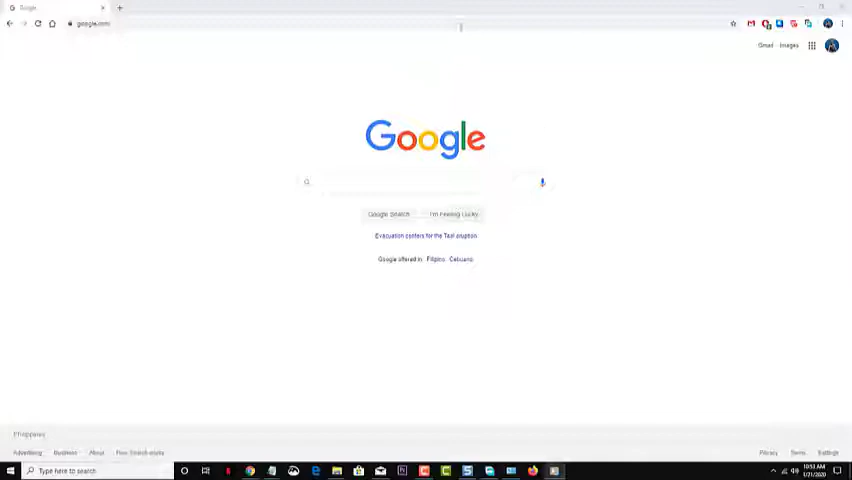 Google
google.com
Gmail Images
Google
Google Search I'm Feeling Lucky
Evacuation centers for the Taal eruption
Google offered in: Filipino Cebuano
Philippines
Advertising Business About How Search works
Privacy Terms Settings
Type here to search
10:53 AM
1/21/2020